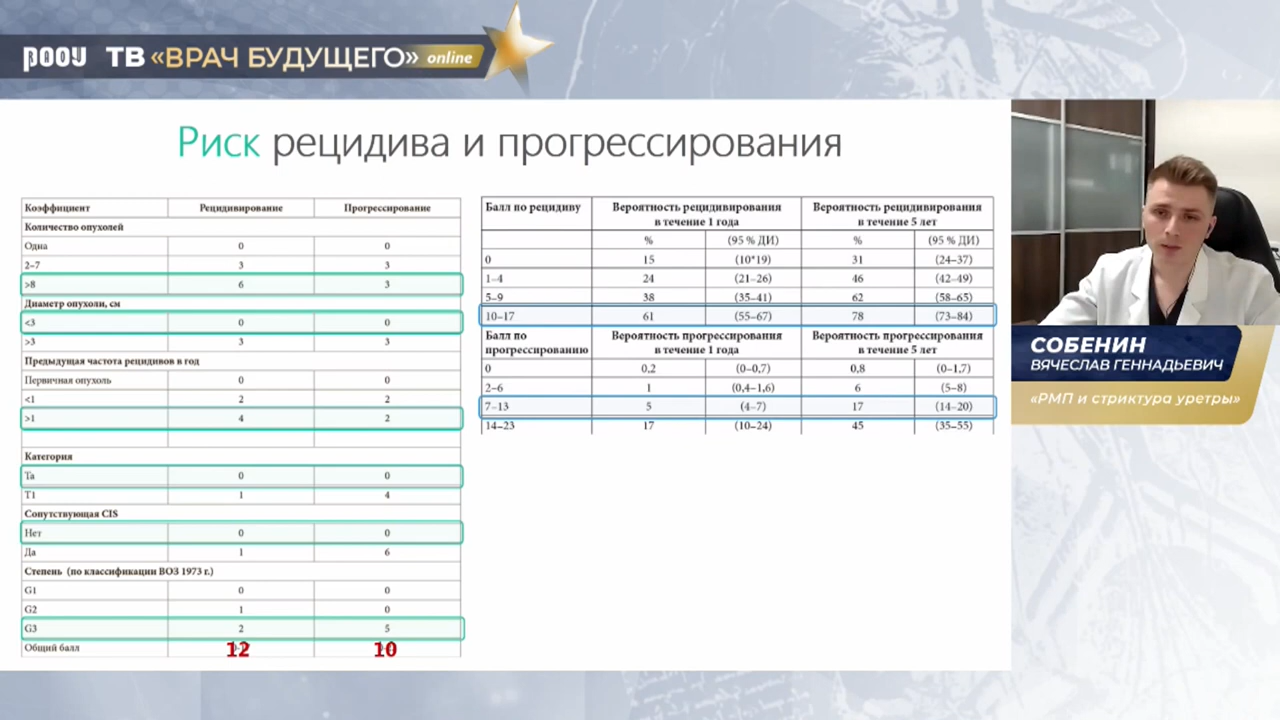 РООУ ТВ «ВРАЧ БУДУЩЕГО» online
Риск рецидива и прогрессирования
Коэффициент Рецидивирование Прогрессирование
Количество опухолей
Одна 0 0
2–7 3 3
>8 6 3
Диаметр опухоли, см
<3 0 0
>3 3 3
Предыдущая частота рецидивов в год
Первичная опухоль 0 0
<1 2 2
>1 4 2
Категория
Ta 0 0
T1 1 4
Сопутствующая CIS
Нет 0 0
Да 1 6
Степень (по классификации ВОЗ 1973 г.)
G1 0 0
G2 1 0
G3 2 5
Общий балл 12 10
Балл по рецидиву Вероятность рецидивирования в течение 1 года Вероятность рецидивирования в течение 5 лет
% (95 % ДИ) % (95 % ДИ)
0 15 (10*19) 31 (24–37)
1–4 24 (21–26) 46 (42–49)
5–9 38 (35–41) 62 (58–65)
10–17 61 (55–67) 78 (73–84)
Балл по прогрессированию Вероятность прогрессирования в течение 1 года Вероятность прогрессирования в течение 5 лет
0 0,2 (0–0,7) 0,8 (0–1,7)
2–6 1 (0,4–1,6) 6 (5–8)
7–13 5 (4–7) 17 (14–20)
14–23 17 (10–24) 45 (35–55)
СОБЕНИН
ВЯЧЕСЛАВ ГЕННАДЬЕВИЧ
«РМП и стриктура уретры»